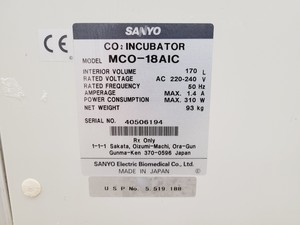 CE
SANYO
CO₂ INCUBATOR
MODEL MCO-18AIC
INTERIOR VOLUME 170 L
RATED VOLTAGE AC 220-240 V
RATED FREQUENCY 50 Hz
AMPERAGE MAX. 1.4 A
POWER CONSUMPTION MAX. 310 W
NET WEIGHT 93 kg
SERIAL NO. 40506194
Rx Only
1-1-1 Sakata, Oizumi-Machi, Ora-Gun
Gunma-Ken 370-0596 Japan
SANYO Electric Biomedical Co., Ltd.
MADE IN JAPAN
U S P No. 5.519.188